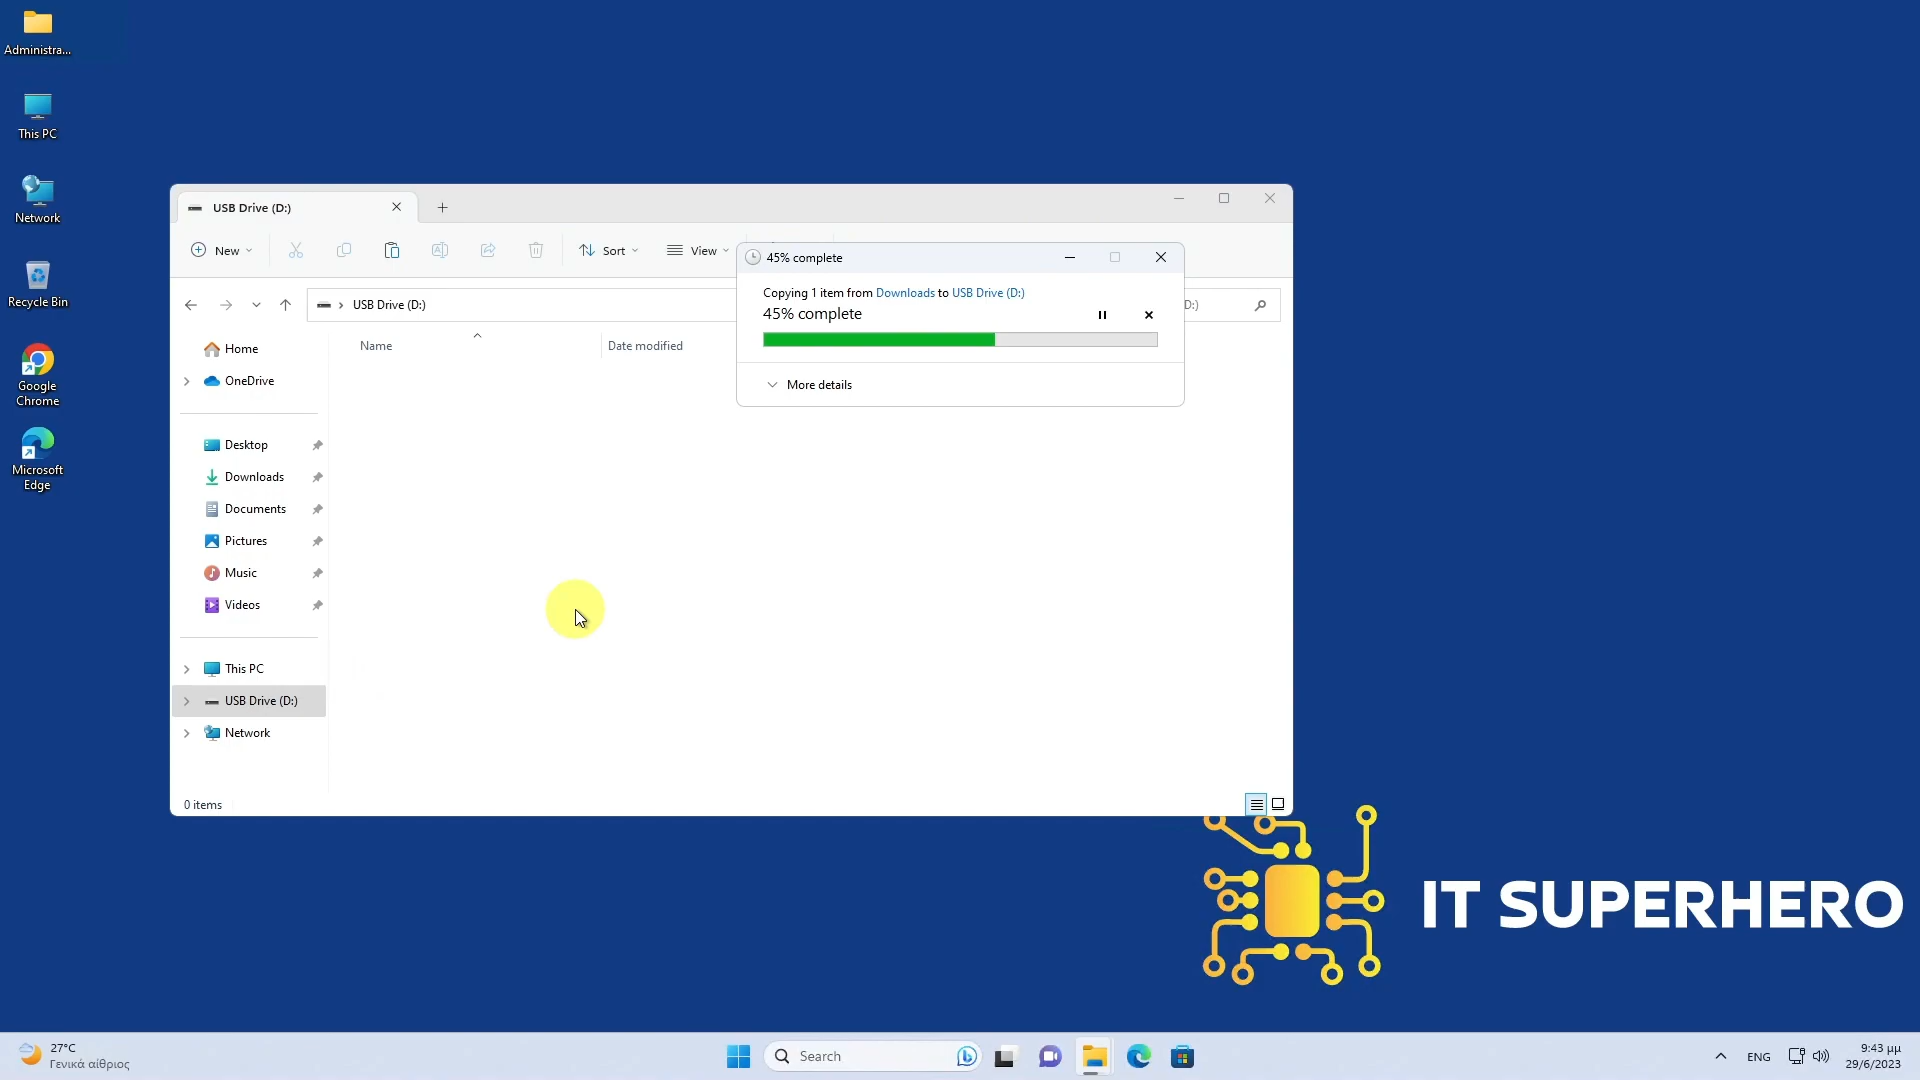 Administra...
This PC
Network
Recycle Bin
Google
Chrome
Microsoft
Edge
USB Drive (D:)
New
Sort
View
USB Drive (D:)
D:)
Name
Date modified
Home
OneDrive
Desktop
Downloads
Documents
Pictures
Music
Videos
This PC
USB Drive (D:)
Network
0 items
45% complete
Copying 1 item from Downloads to USB Drive (D:)
45% complete
More details
IT SUPERHERO
27°C
Γενικά αίθριος
Search
ENG
9:43 μμ
29/6/2023